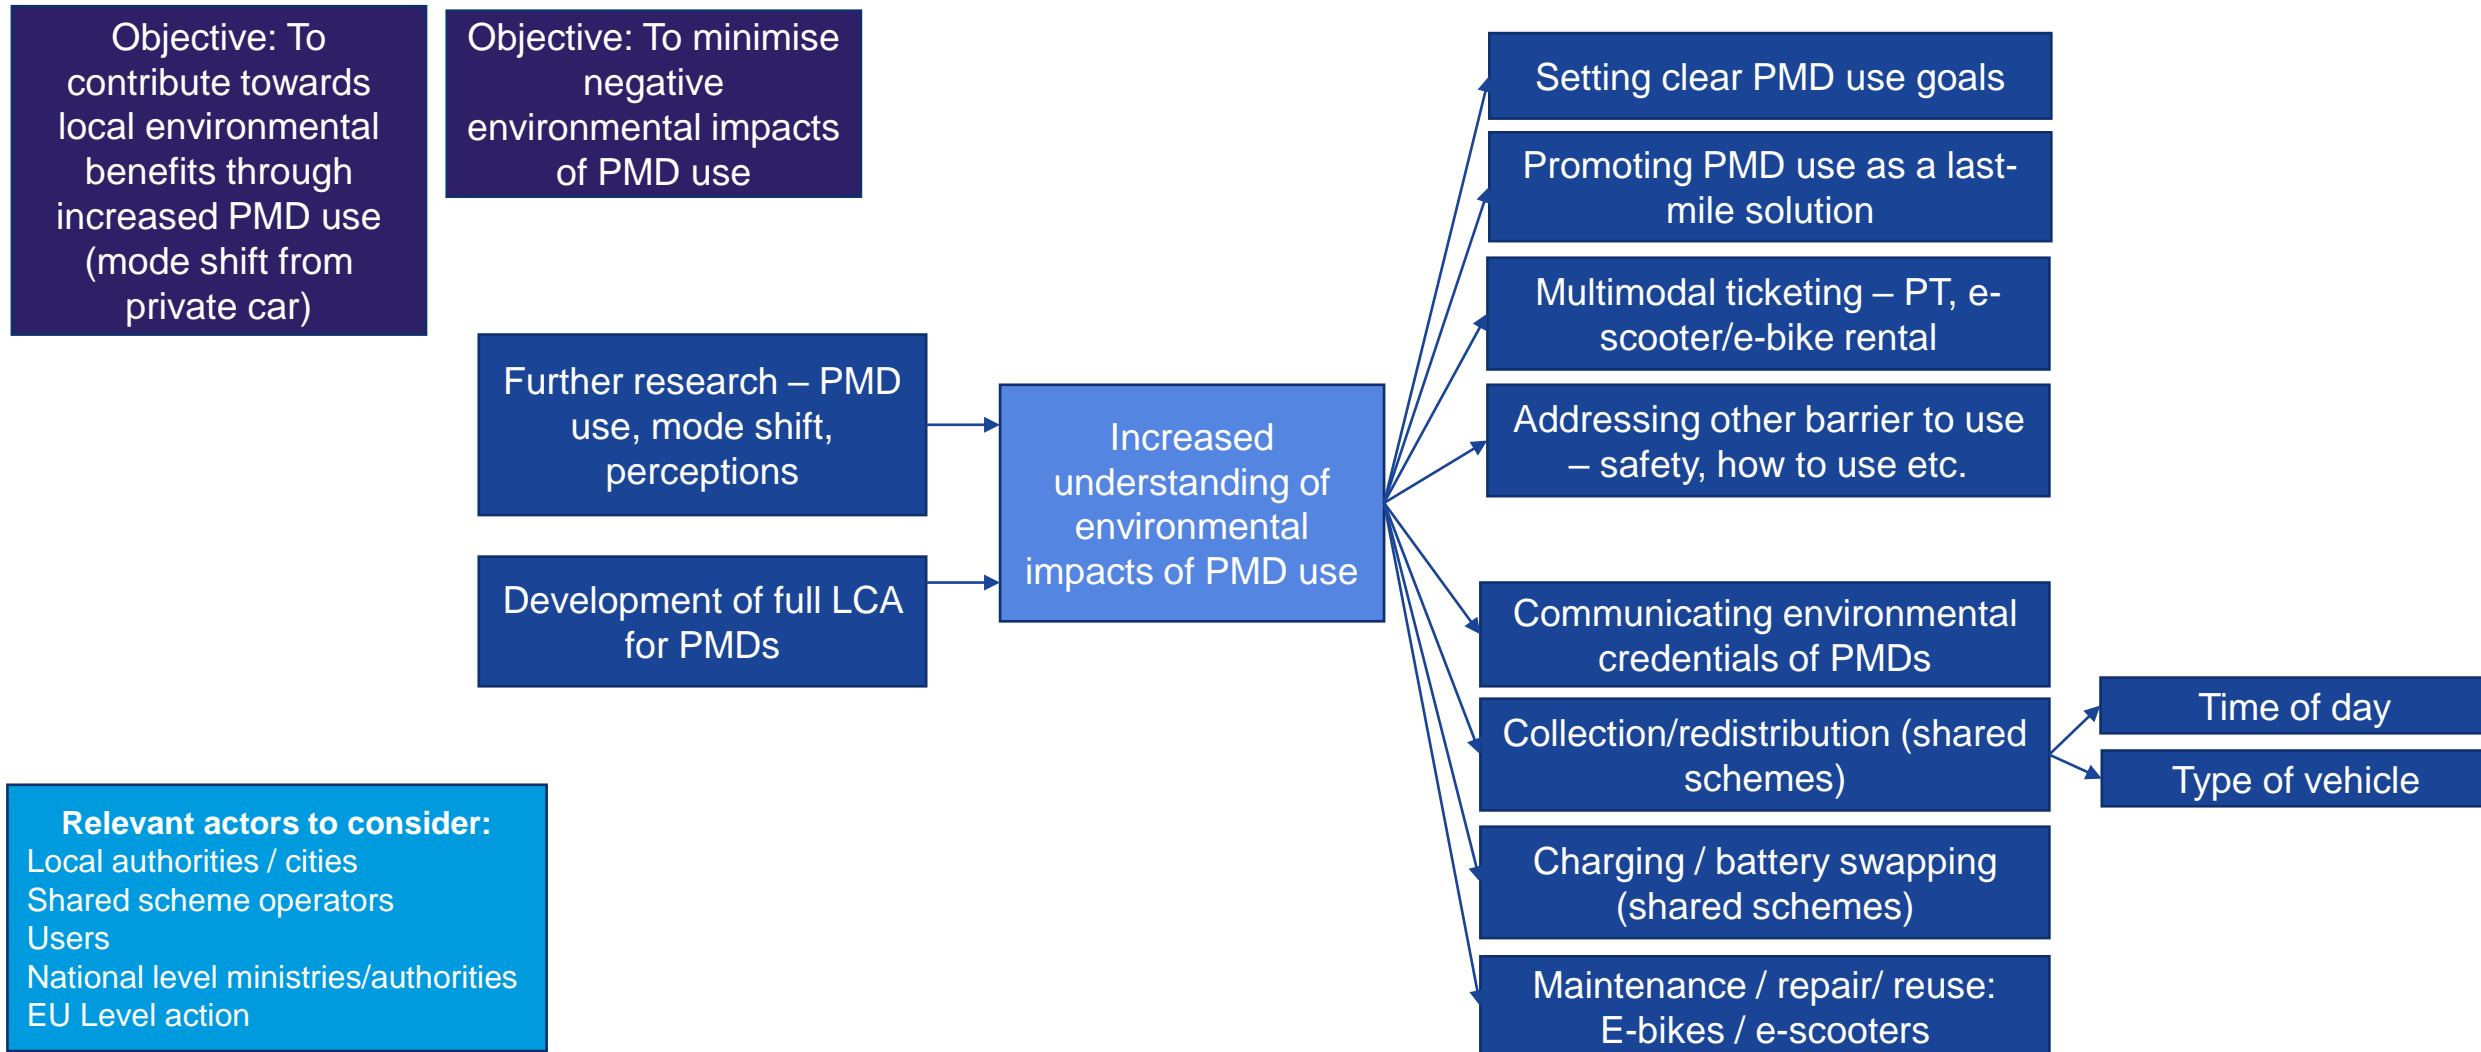 Objective: To
contribute towards
local environmental
benefits through
increased PMD use
(mode shift from
private car)
Objective: To minimise
negative
environmental impacts
of PMD use
Further research – PMD
use, mode shift,
perceptions
Development of full LCA
for PMDs
Increased
understanding of
environmental
impacts of PMD use
Setting clear PMD use goals
Promoting PMD use as a last-
mile solution
Multimodal ticketing – PT, e-
scooter/e-bike rental
Addressing other barrier to use
– safety, how to use etc.
Communicating environmental
credentials of PMDs
Collection/redistribution (shared
schemes)
Charging / battery swapping
(shared schemes)
Maintenance / repair/ reuse:
E-bikes / e-scooters
Time of day
Type of vehicle
Relevant actors to consider:
Local authorities / cities
Shared scheme operators
Users
National level ministries/authorities
EU Level action